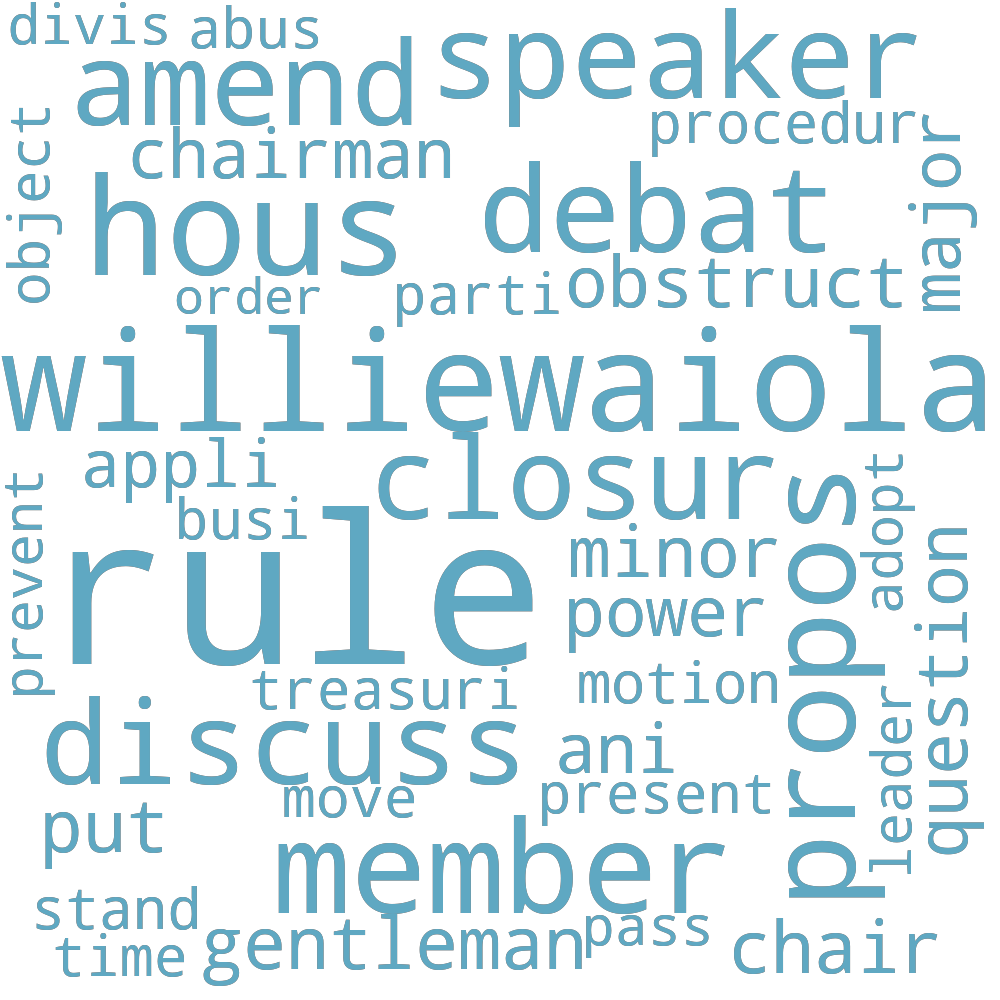 divis abus
amend speaker
object
chairman
procedur
major
hous debat
order parti obstruct
williewaiola
appli closur
prevent
busi
rule
minor
power
propos
adopt
question
treasuri motion
discuss ani
leader
move present
put
member
stand
time gentleman pass chair